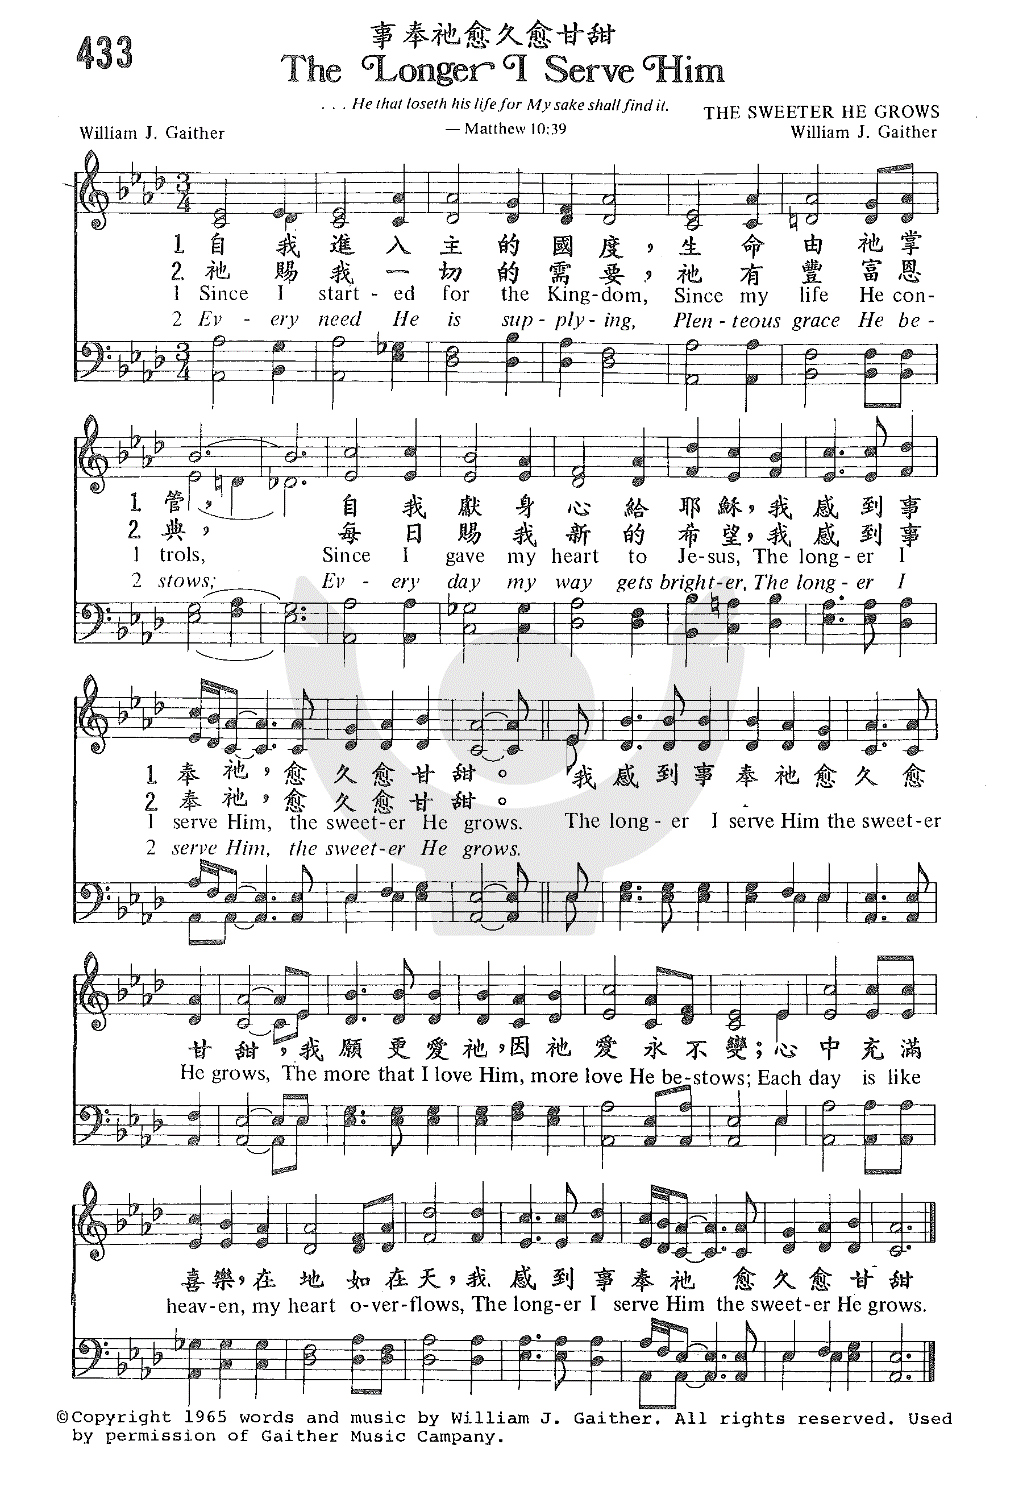 433
事奉祂愈久愈甘甜
The Longer I Serve Him
. . . He that loseth his life for My sake shall find it.
— Matthew 10:39
THE SWEETER HE GROWS
William J. Gaither
William J. Gaither
1. 自 我 進 入 主 的 國 度，生 命 由 祂 掌
2. 祂 賜 我 一 切 的 需 要，祂 有 豐 富 恩
1 Since I start - ed for the King-dom, Since my life He con-
2 Ev - ery need He is sup - ply - ing, Plen - teous grace He be -
1. 管， 自 我 獻 身 心 給 耶 穌，我 感 到 事
2. 典， 每 日 賜 我 新 的 希 望，我 感 到 事
1 trols, Since I gave my heart to Je-sus, The long - er I
2 stows; Ev - ery day my way gets bright-er, The long - er I
1. 奉 祂，愈 久 愈 甘 甜。 我 感 到 事 奉 祂 愈 久 愈
2. 奉 祂，愈 久 愈 甘 甜。
1 serve Him, the sweet-er He grows. The long - er I serve Him the sweet-er
2 serve Him, the sweet-er He grows.
甘 甜，我 願 更 愛 祂，因 祂 愛 永 不 變；心 中 充 滿
He grows, The more that I love Him, more love He be-stows; Each day is like
喜 樂，在 地 如 在 天，我 感 到 事 奉 祂 愈 久 愈 甘 甜
heav-en, my heart o-ver-flows, The long-er I serve Him the sweet-er He grows.
©Copyright 1965 words and music by William J. Gaither. All rights reserved. Used
by permission of Gaither Music Campany.